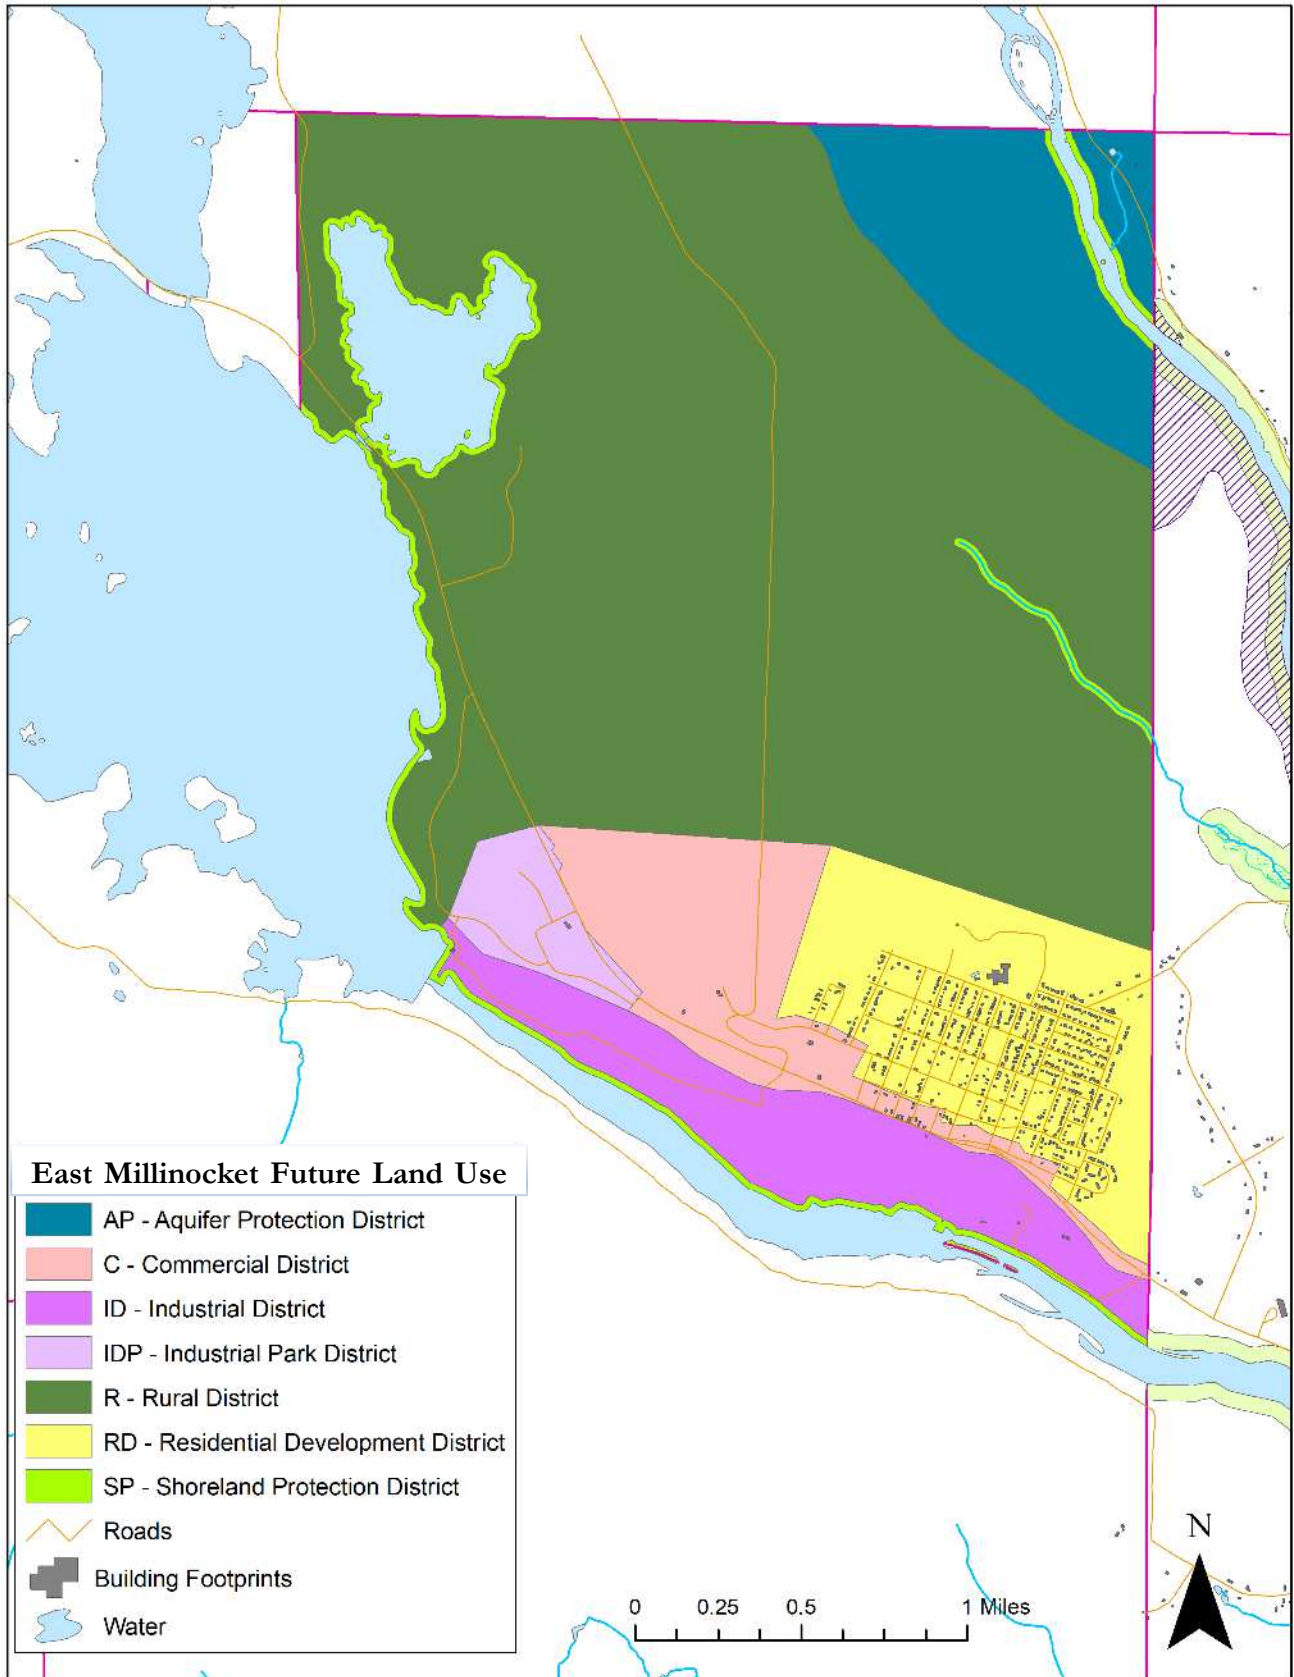 East Millinocket Future Land Use
AP - Aquifer Protection District
C - Commercial District
ID - Industrial District
IDP - Industrial Park District
R - Rural District
RD - Residential Development District
SP - Shoreland Protection District
Roads
Building Footprints
Water
0 0.25 0.5 1 Miles
N